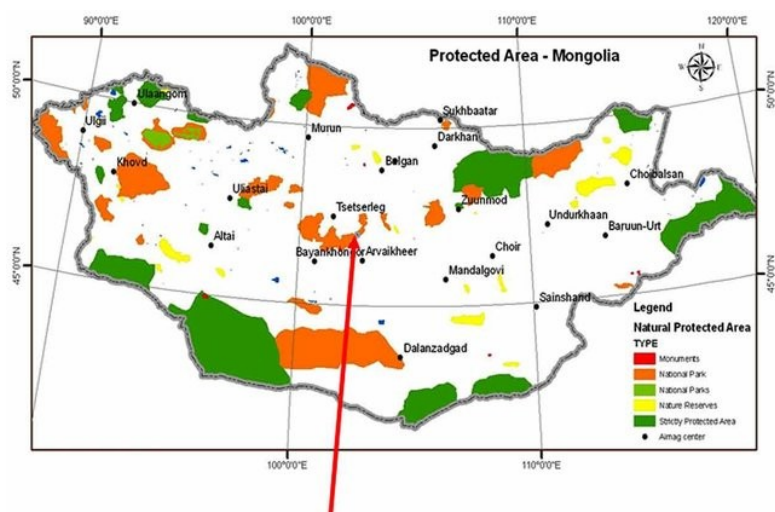 90°0'0"E 100°0'0"E 110°0'0"E 120°0'0"E
Protected Area - Mongolia
N
W E
S
50°0'0"N
50°0'0"N
Ulaangom
Ulgii
Sukhbaatar
Murun
Darkhan
Bolgan
Khovd
Choibalsan
Uliastai
Zuunmod
Tsetserleg
Undurkhaan
Baruun-Urt
Altai
Choir
Bayankhongor
Arvaikheer
45°0'0"N
45°0'0"N
Mandalgovi
Sainshand
Dalanzadgad
Legend
Natural Protected Area
TYPE
Monuments
National Park
National Parks
Nature Reserves
Strictly Protected Area
Aimag center
100°0'0"E 110°0'0"E